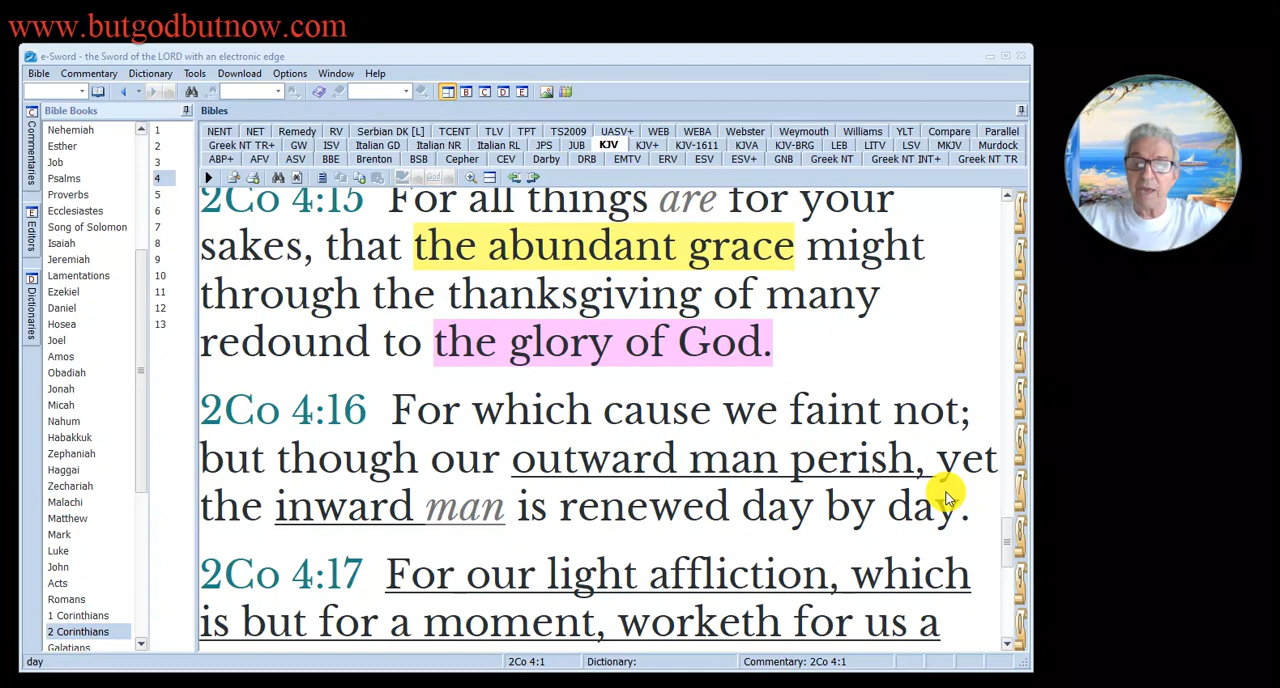 www.butgodbutnow.com
e-Sword - the Sword of the LORD with an electronic edge
Bible Commentary Dictionary Tools Download Options Window Help
Bible Books
Bibles
Commentaries
Editors
Dictionaries
Nehemiah
Esther
Job
Psalms
Proverbs
Ecclesiastes
Song of Solomon
Isaiah
Jeremiah
Lamentations
Ezekiel
Daniel
Hosea
Joel
Amos
Obadiah
Jonah
Micah
Nahum
Habakkuk
Zephaniah
Haggai
Zechariah
Malachi
Matthew
Mark
Luke
John
Acts
Romans
1 Corinthians
2 Corinthians
Galatians
1
2
3
4
5
6
7
8
9
10
11
12
13
NENT NET Remedy RV Serbian DK [L] TCENT TLV TPT TS2009 UASV+ WEB WEBA Webster Weymouth Williams YLT Compare Parallel
Greek NT TR+ GW ISV Italian GD Italian NR Italian RL JPS JUB KJV KJV+ KJV-1611 KJVA KJV-BRG LEB LITV LSV MKJV Murdock
ABP+ AFV ASV BBE Brenton BSB Cepher CEV Darby DRB EMTV ERV ESV ESV+ GNB Greek NT Greek INT+ Greek NT TR
2Co 4:15 For all things are for your
sakes, that the abundant grace might
through the thanksgiving of many
redound to the glory of God.
2Co 4:16 For which cause we faint not;
but though our outward man perish, yet
the inward man is renewed day by day.
2Co 4:17 For our light affliction, which
is but for a moment, worketh for us a
day
2Co 4:1
Dictionary:
Commentary: 2Co 4:1